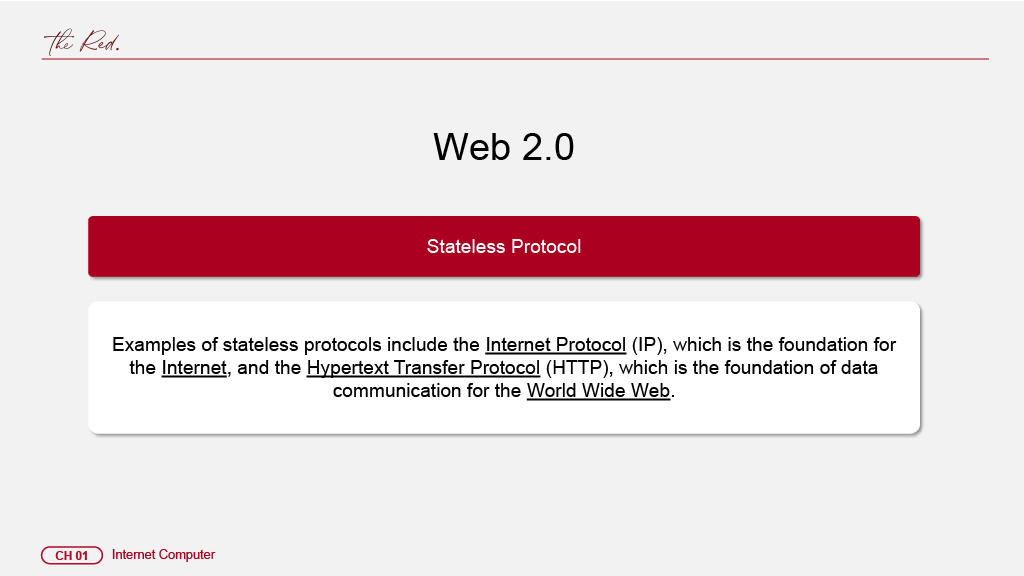 the Red.
Web 2.0
Stateless Protocol
Examples of stateless protocols include the Internet Protocol (IP), which is the foundation for
the Internet, and the Hypertext Transfer Protocol (HTTP), which is the foundation of data
communication for the World Wide Web.
CH 01 Internet Computer